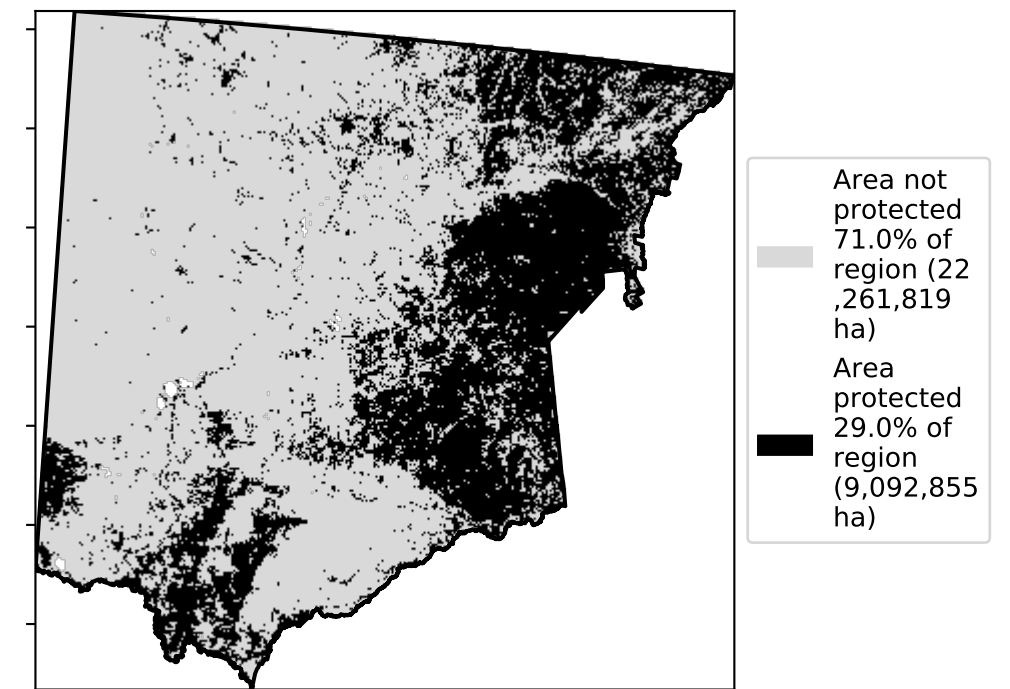 Area not
protected
71.0% of
region (22
,261,819
ha)
Area
protected
29.0% of
region
(9,092,855
ha)